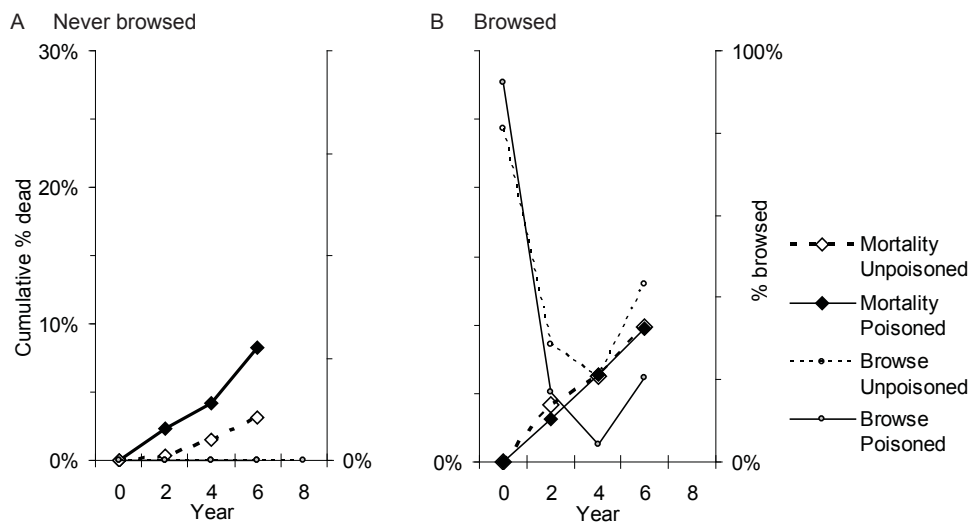 A Never browsed
30%
20%
10%
0%
Cumulative % dead
0%
0 2 4 6 8
Year
B Browsed
100%
0%
0%
% browsed
0 2 4 6 8
Year
Mortality
Unpoisoned
Mortality
Poisoned
Browse
Unpoisoned
Browse
Poisoned